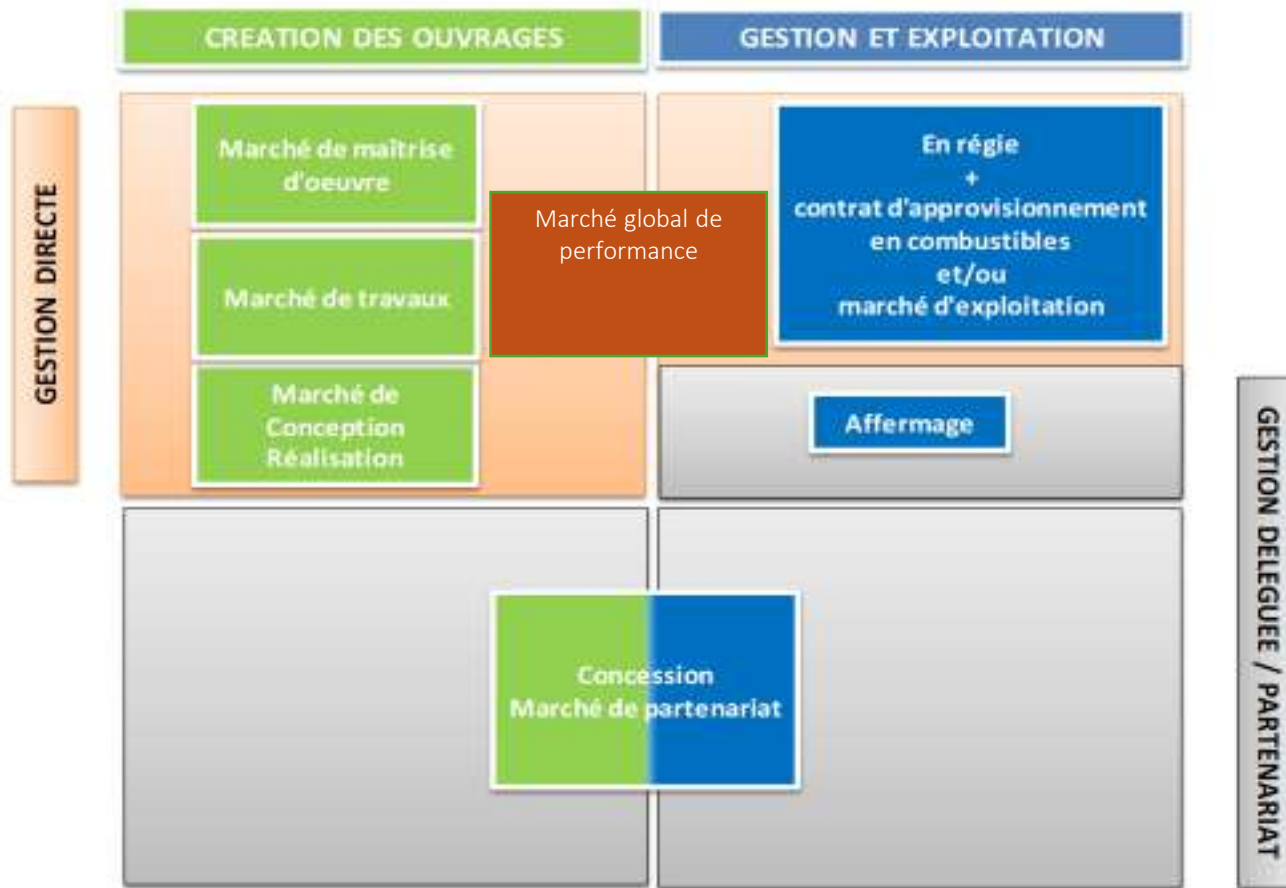 CREATION DES OUVRAGES
GESTION ET EXPLOITATION
GESTION DIRECTE
Marché de maîtrise
d'oeuvre
Marché de travaux
Marché de
Conception
Réalisation
Marché global de
performance
En régie
+
contrat d'approvisionnement
en combustibles
et/ou
marché d'exploitation
Affermage
GESTION DELEGUEE / PARTENARIAT
Concession
Marché de partenariat